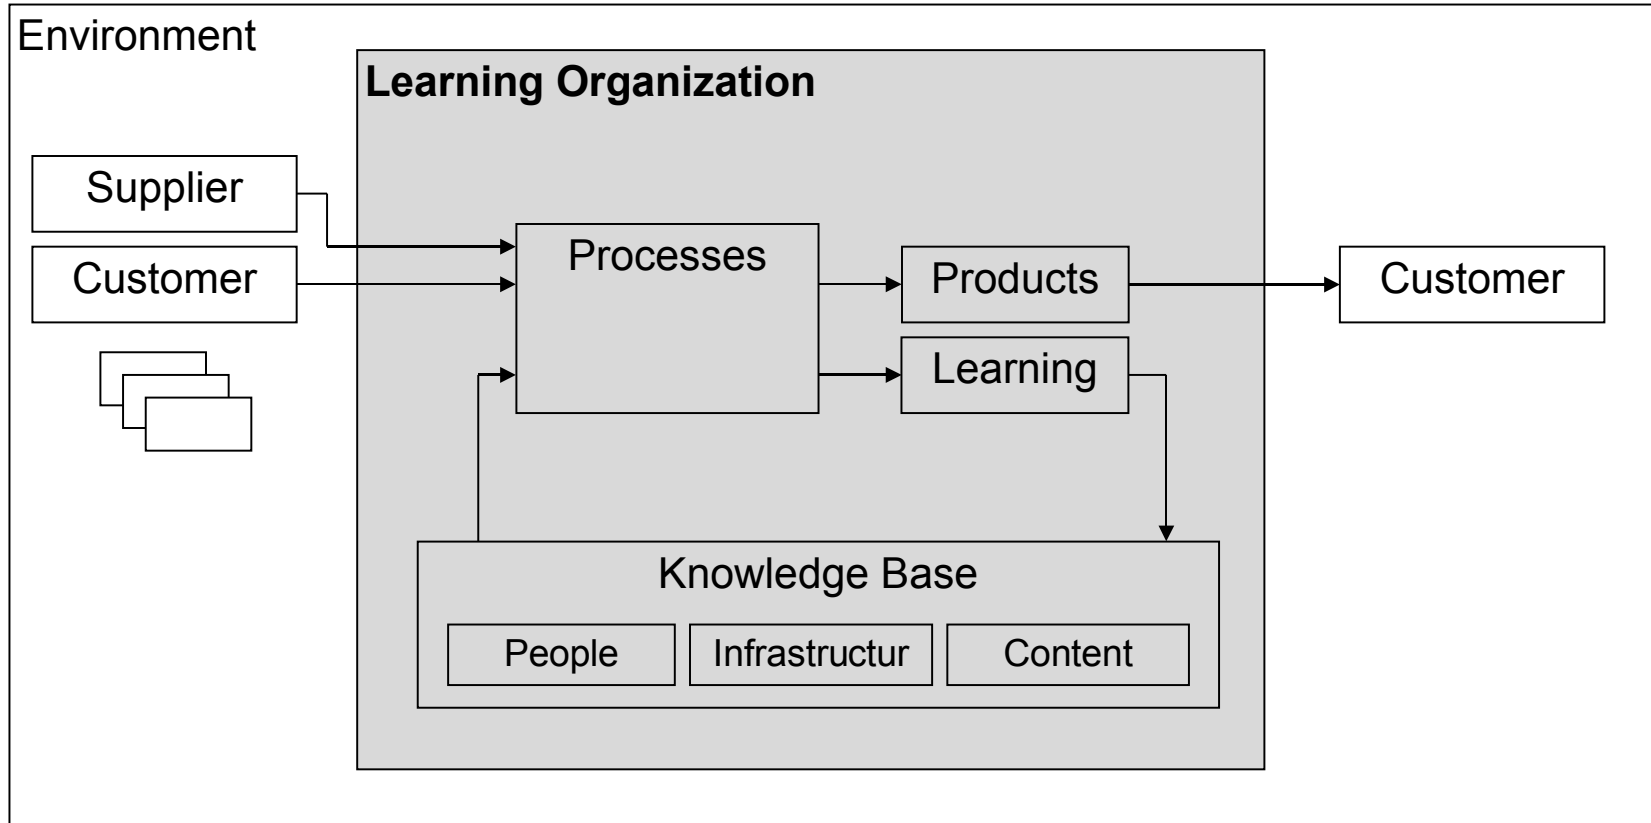 Environment
Learning Organization
Supplier
Customer
Processes
Products
Customer
Learning
Knowledge Base
People
Infrastructur
Content